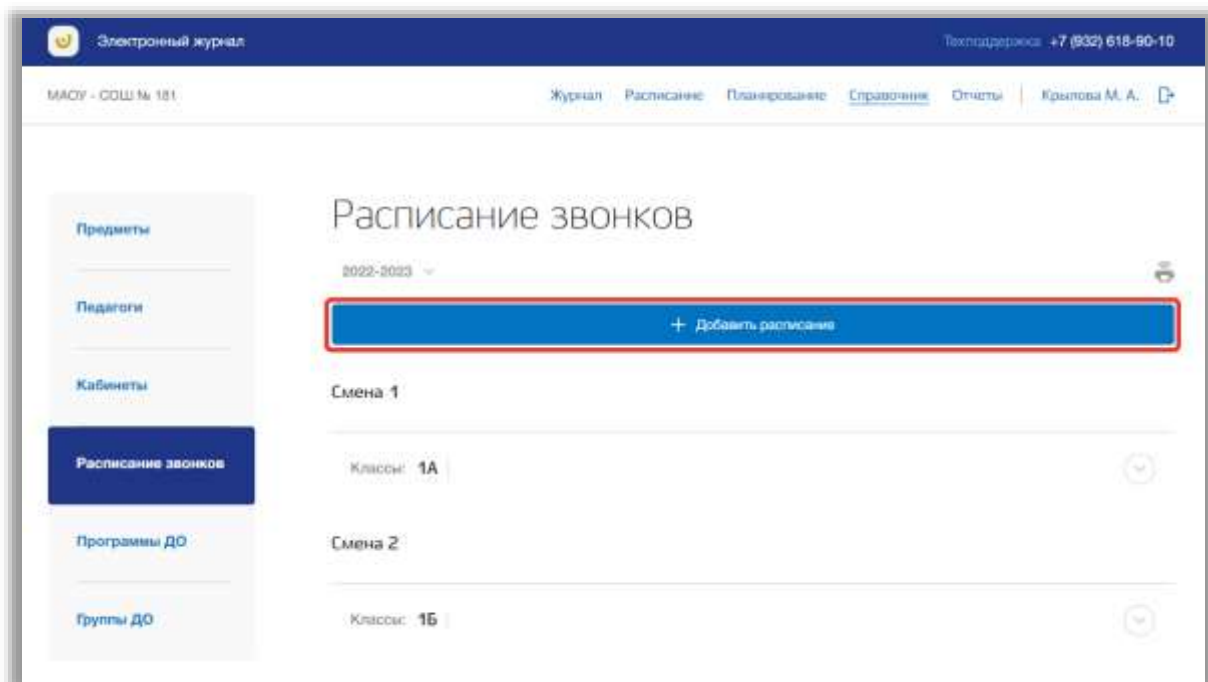 Электронный журнал
Техподдержка: +7 (932) 618-90-10
МАОУ - СОШ № 181
Журнал Расписание Планирование Справочник Отчеты Крылова М. А.
Предметы
Педагоги
Кабинеты
Расписание звонков
Программы ДО
Группы ДО
Расписание звонков
2022-2023
+ Добавить расписание
Смена 1
Классы: 1А
Смена 2
Классы: 1Б